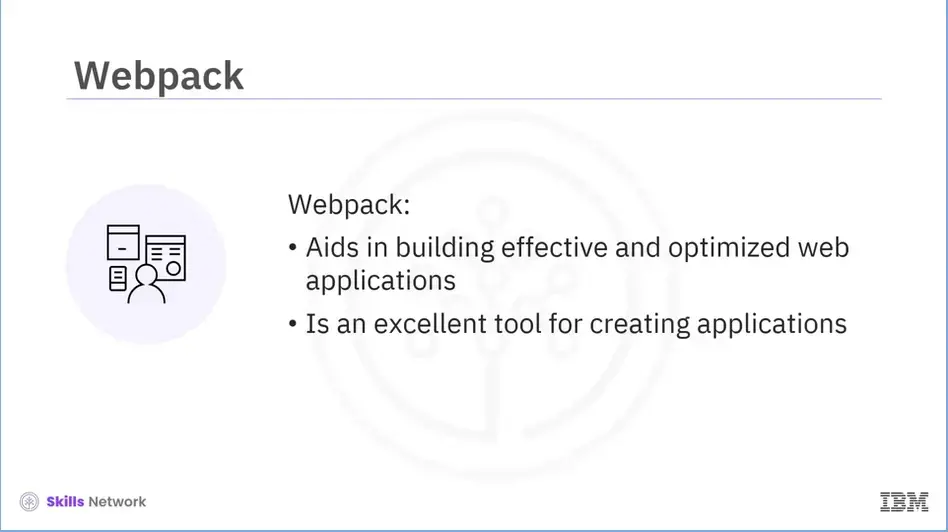 Webpack
Webpack:
• Aids in building effective and optimized web
applications
• Is an excellent tool for creating applications
Skills Network
IBM